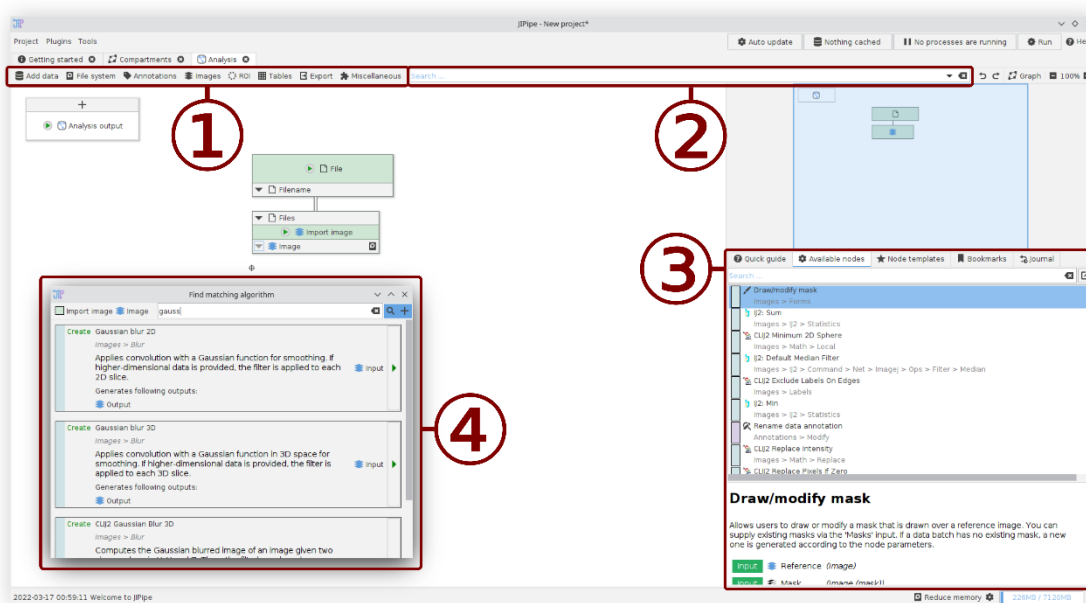 JIPipe - New project*
Project Plugins Tools
Auto update
Nothing cached
No processes are running
Run
Getting started
Compartments
Analysis
Add data File system Annotations Images ROI Tables Export Miscellaneous
Search ...
Graph
100%
1
2
Analysis output
File
Filename
Files
Import image
Image
3
Quick guide Available nodes Node templates Bookmarks Journal
Search ...
Draw/modify mask
Images > Forms
IJ2: Sum
Images > IJ2 > Statistics
CLIJ2 Minimum 2D Sphere
Images > Math > Local
IJ2: Default Median Filter
Images > IJ2 > Command > Net > Imagej > Ops > Filter > Median
CLIJ2 Exclude Labels On Edges
Images > Labels
IJ2: Min
Images > IJ2 > Statistics
Rename data annotation
Annotations > Modify
CLIJ2 Replace Intensity
Images > Math > Replace
CLIJ2 Replace Pixels If Zero
Draw/modify mask
Allows users to draw or modify a mask that is drawn over a reference image. You can
supply existing masks via the 'Masks' input. If a data batch has no existing mask, a new
one is generated according to the node parameters.
Input Reference (Image)
Input Mask (Image (mask))
Find matching algorithm
Import image Image gauss
Create Gaussian blur 2D
Images > Blur
Applies convolution with a Gaussian function for smoothing. If
higher-dimensional data is provided, the filter is applied to each
2D slice.
Input
Generates following outputs:
Output
Create Gaussian blur 3D
Images > Blur
Applies convolution with a Gaussian function in 3D space for
smoothing. If higher-dimensional data is provided, the filter is
applied to each 3D slice.
Input
Generates following outputs:
Output
Create CLIJ2 Gaussian Blur 3D
Images > Blur
Computes the Gaussian blurred image of an image given two
4
2022-03-17 00:59:11 Welcome to JIPipe
Reduce memory
226MB / 7120MB